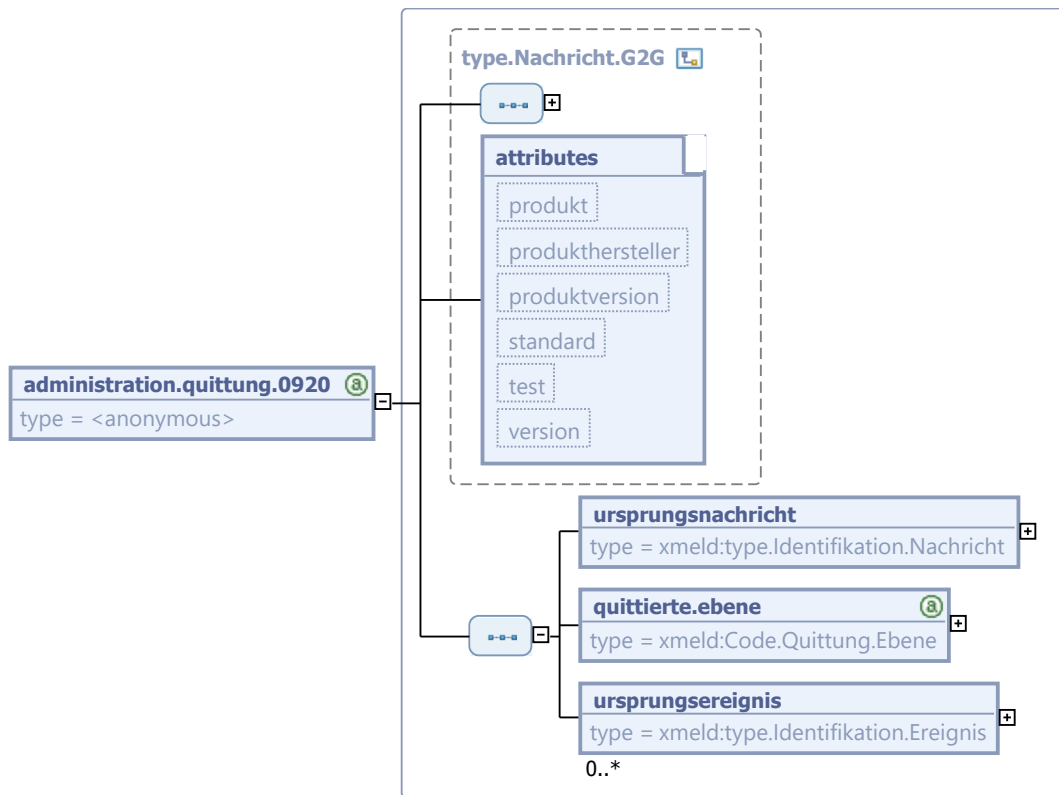 type.Nachricht.G2G
attributes
produkt
produkthersteller
produktversion
standard
test
version
administration.quittung.0920
type = <anonymous>
ursprungsnachricht
type = xmeld:type.Identifikation.Nachricht
quittierte.ebene
type = xmeld:Code.Quittung.Ebene
ursprungsereignis
type = xmeld:type.Identifikation.Ereignis
0..*